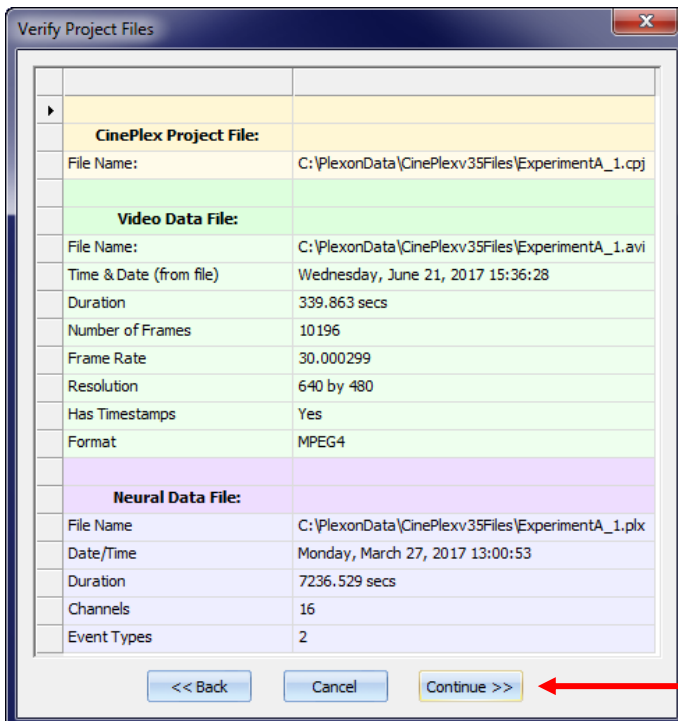 Verify Project Files
CinePlex Project File:
File Name: C:\PlexonData\CinePlexv35Files\ExperimentA_1.cpj
Video Data File:
File Name: C:\PlexonData\CinePlexv35Files\ExperimentA_1.avi
Time & Date (from file) Wednesday, June 21, 2017 15:36:28
Duration 339.863 secs
Number of Frames 10196
Frame Rate 30.000299
Resolution 640 by 480
Has Timestamps Yes
Format MPEG4
Neural Data File:
File Name C:\PlexonData\CinePlexv35Files\ExperimentA_1.plx
Date/Time Monday, March 27, 2017 13:00:53
Duration 7236.529 secs
Channels 16
Event Types 2
<< Back Cancel Continue >>